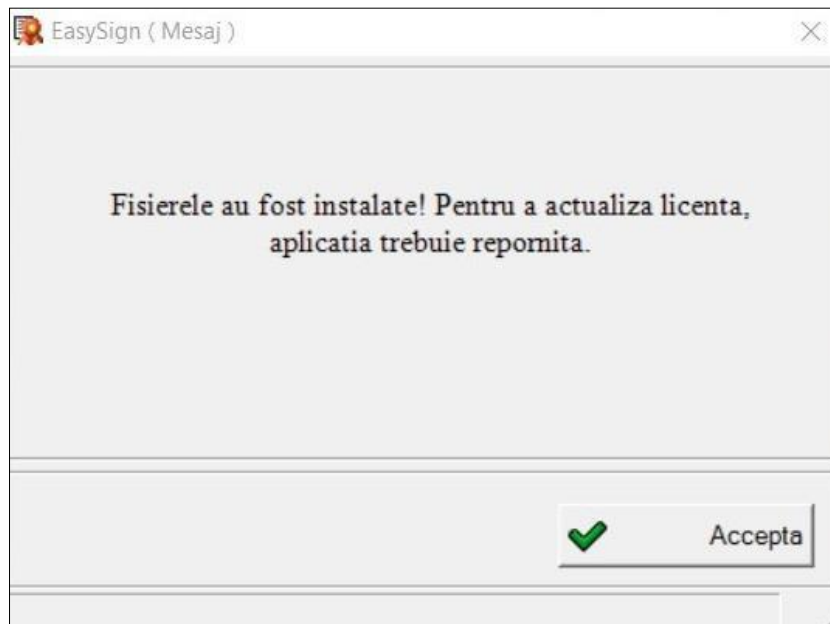 EasySign ( Mesaj )
Fisierele au fost instalate! Pentru a actualiza licenta,
aplicatia trebuie repornita.
Accepta